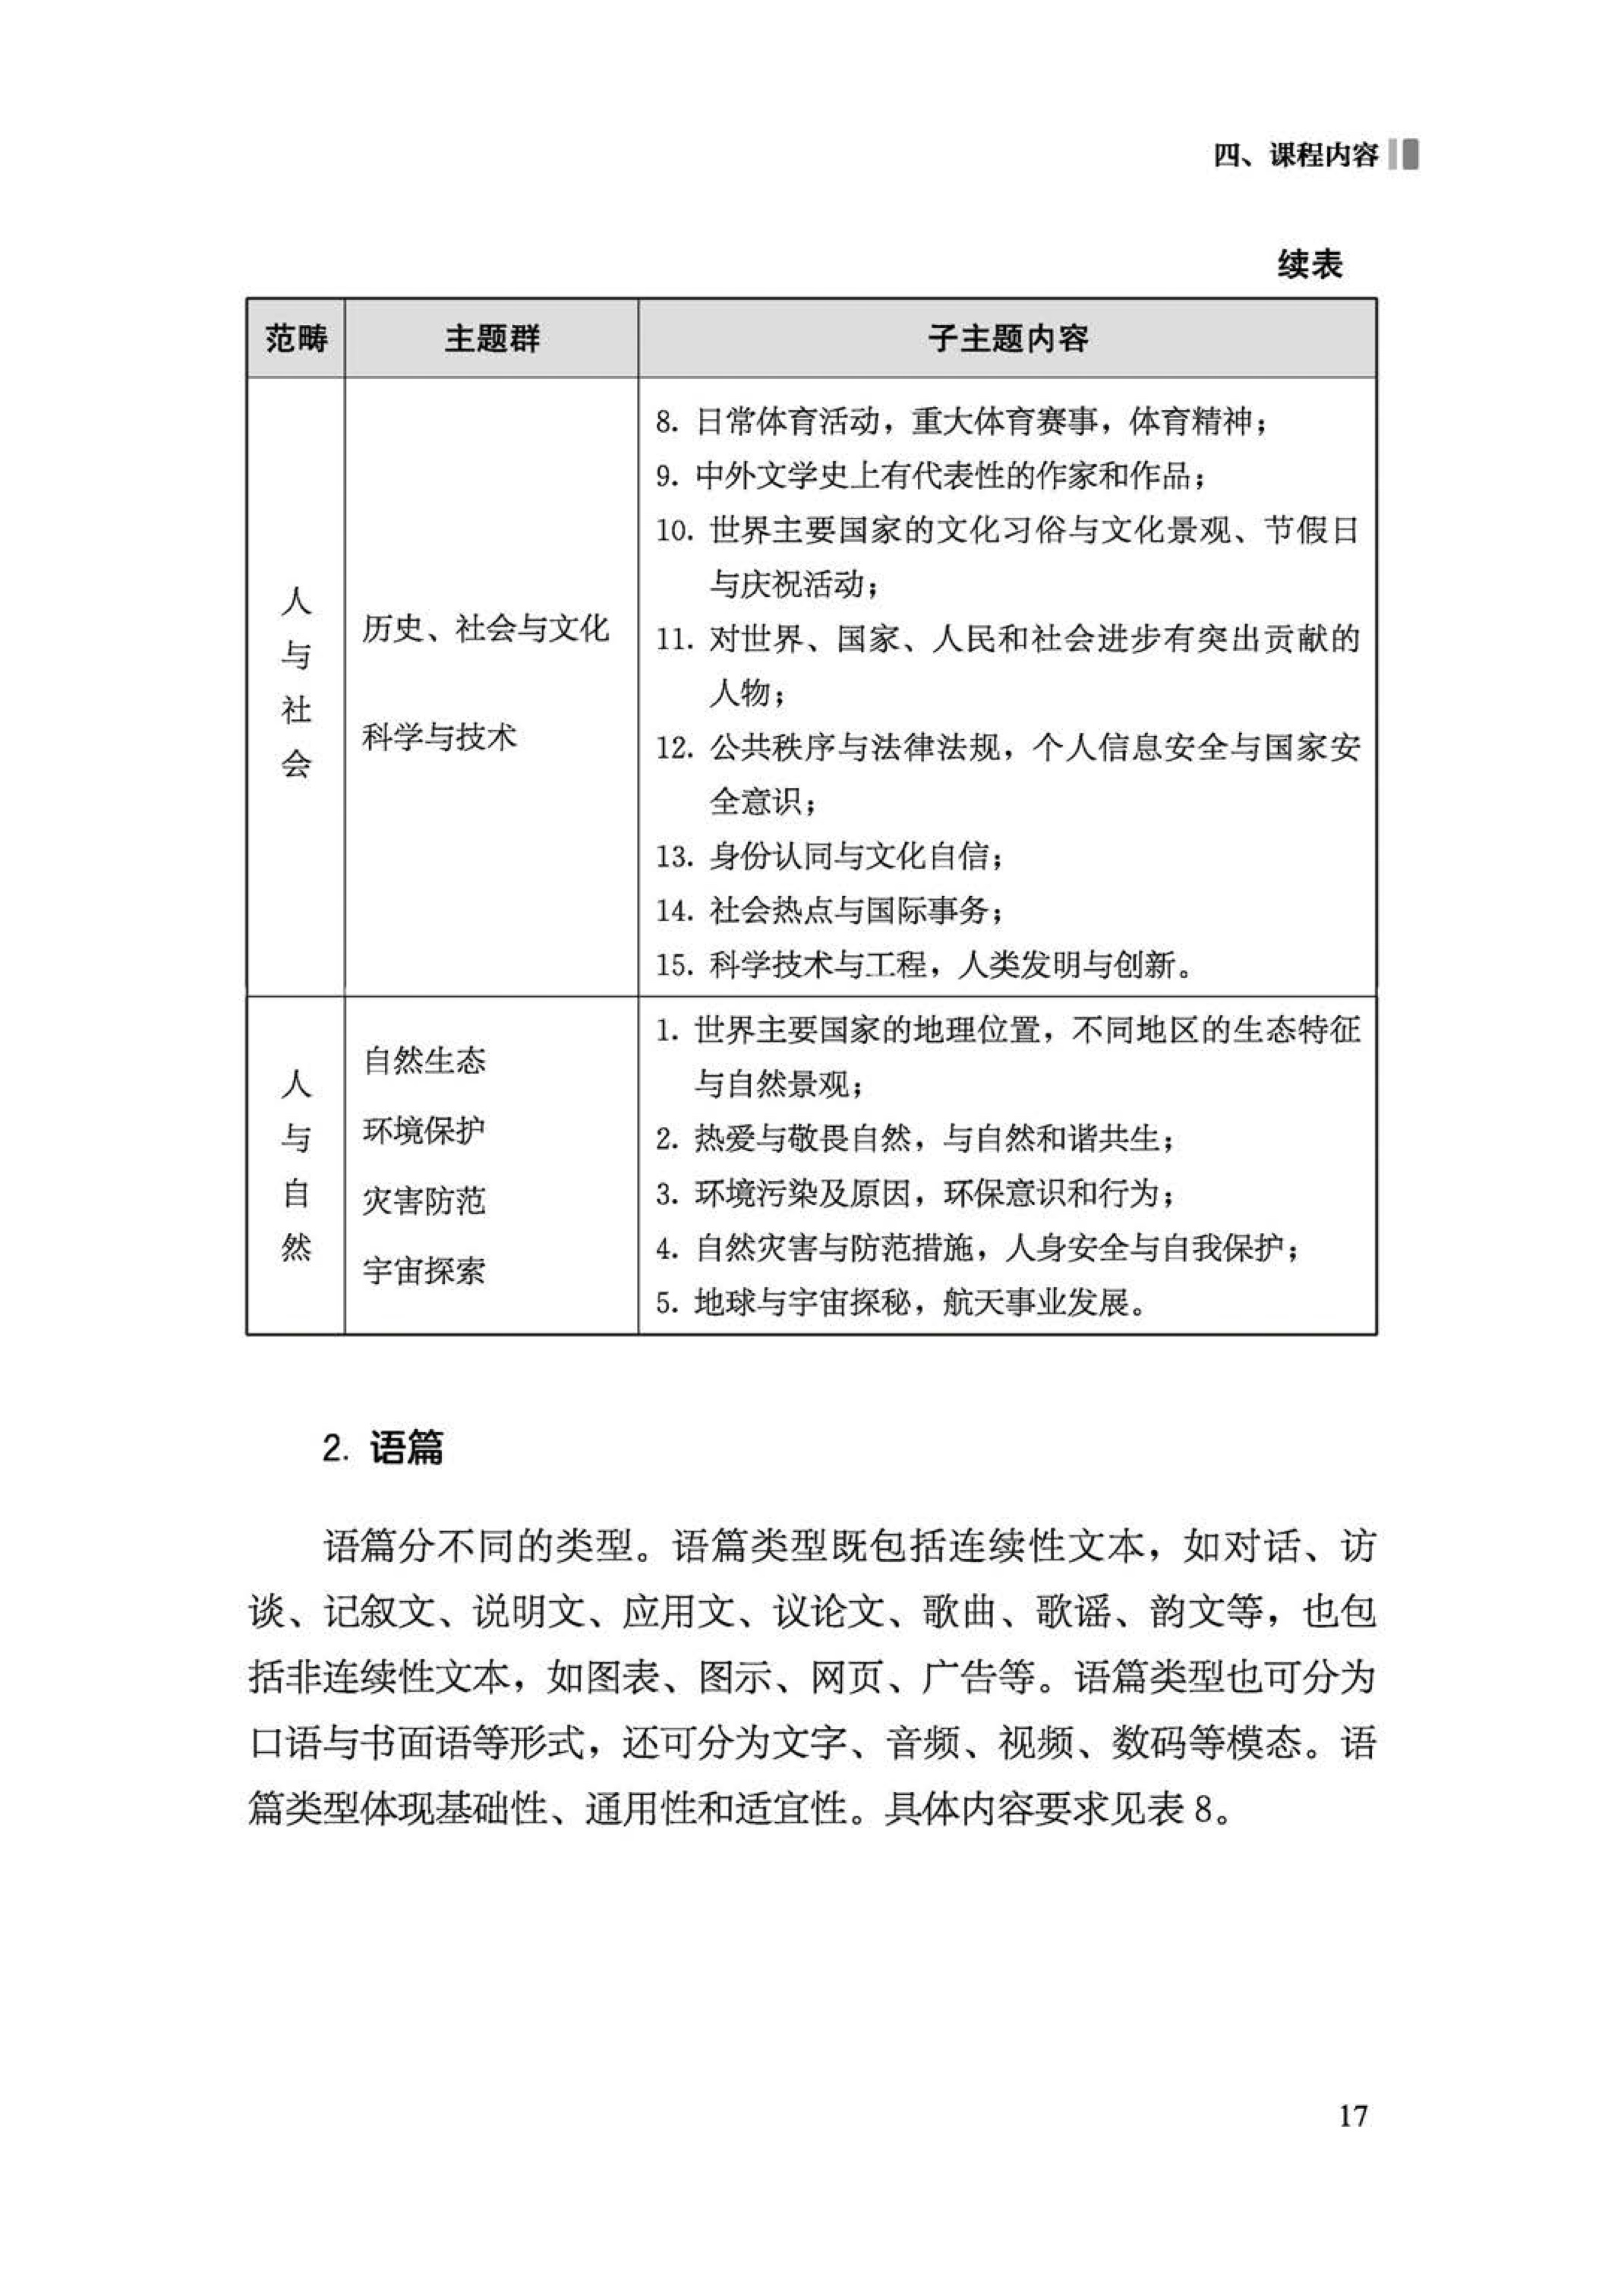 四、课程内容
续表
范畴 主题群 子主题内容
人与社会
历史、社会与文化
科学与技术
8. 日常体育活动，重大体育赛事，体育精神；
9. 中外文学史上有代表性的作家和作品；
10. 世界主要国家的文化习俗与文化景观、节假日
与庆祝活动；
11. 对世界、国家、人民和社会进步有突出贡献的
人物；
12. 公共秩序与法律法规，个人信息安全与国家安
全意识；
13. 身份认同与文化自信；
14. 社会热点与国际事务；
15. 科学技术与工程，人类发明与创新。
人与自然
自然生态
环境保护
灾害防范
宇宙探索
1. 世界主要国家的地理位置，不同地区的生态特征
与自然景观；
2. 热爱与敬畏自然，与自然和谐共生；
3. 环境污染及原因，环保意识和行为；
4. 自然灾害与防范措施，人身安全与自我保护；
5. 地球与宇宙探秘，航天事业发展。
2. 语篇
语篇分不同的类型。语篇类型既包括连续性文本，如对话、访
谈、记叙文、说明文、应用文、议论文、歌曲、歌谣、韵文等，也包
括非连续性文本，如图表、图示、网页、广告等。语篇类型也可分为
口语与书面语等形式，还可分为文字、音频、视频、数码等模态。语
篇类型体现基础性、通用性和适宜性。具体内容要求见表 8。
17